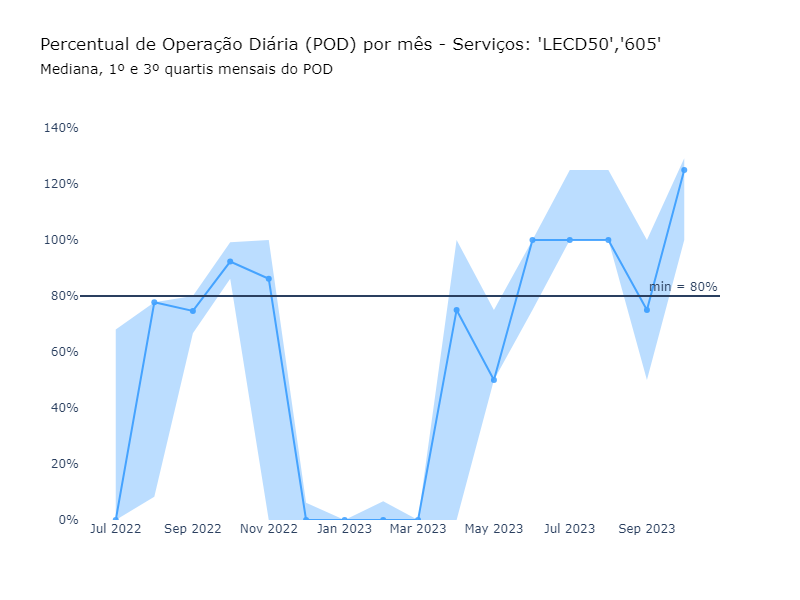 Percentual de Operação Diária (POD) por mês - Serviços: 'LECD50','605'
Mediana, 1º e 3º quartis mensais do POD
140%
120%
100%
80%
min = 80%
60%
40%
20%
0%
Jul 2022 Sep 2022 Nov 2022 Jan 2023 Mar 2023 May 2023 Jul 2023 Sep 2023